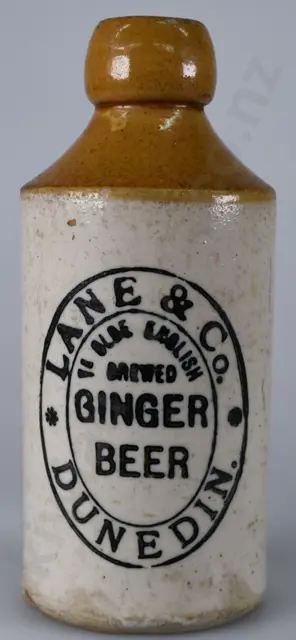 LANE & CO.
YE OLDE ENGLISH
BREWED
GINGER
BEER
DUNEDIN.